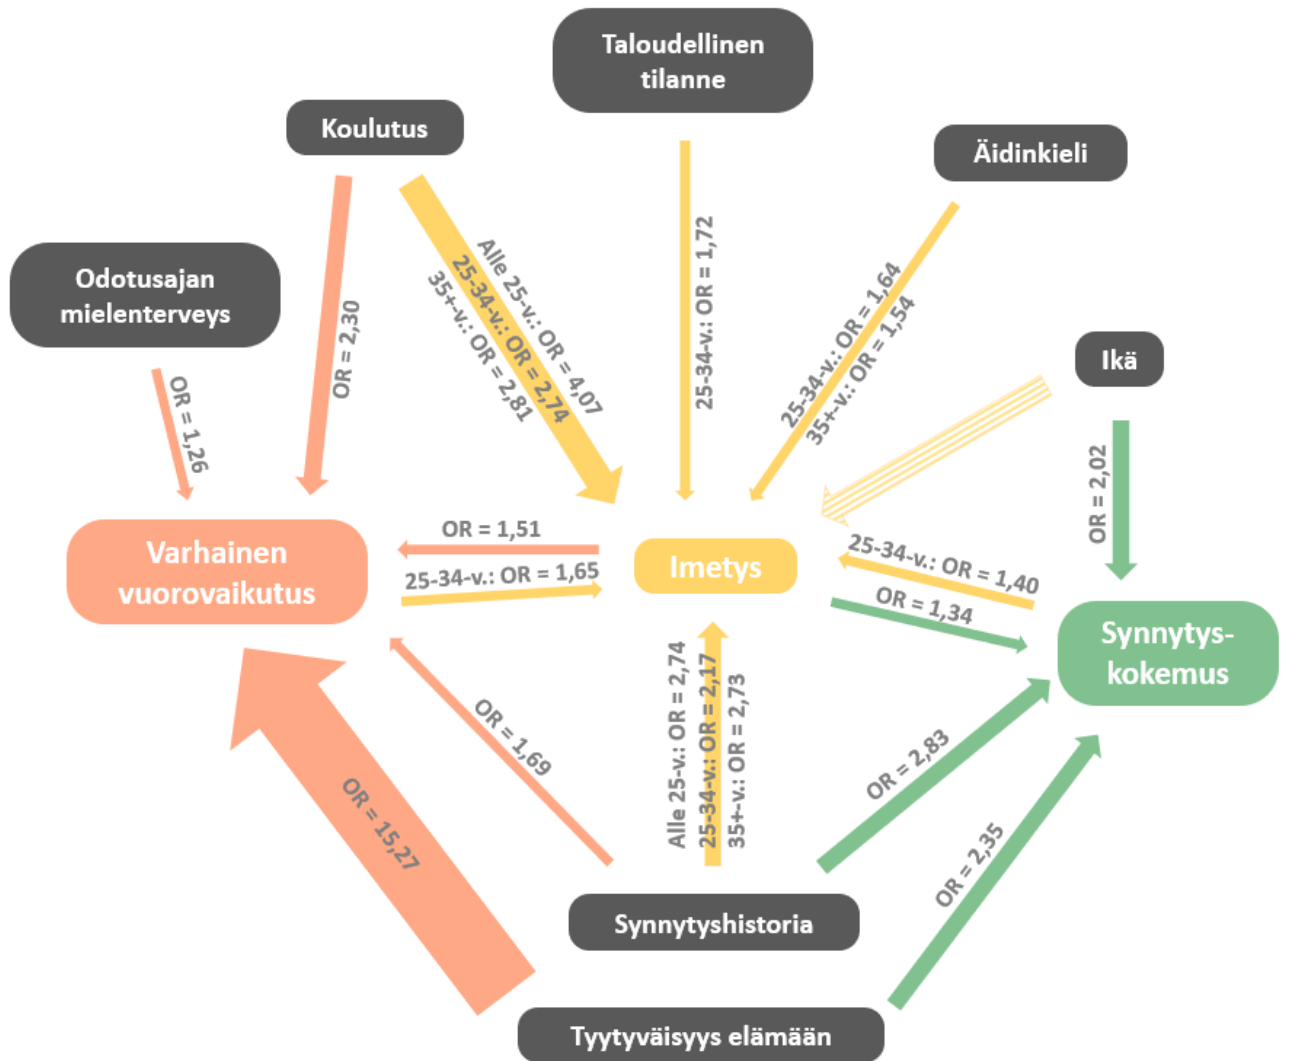 Taloudellinen
tilanne
Koulutus
Äidinkieli
Odotusajan
mielenterveys
Ikä
OR = 1,26
OR = 2,30
Alle 25-v.: OR = 4,07
25-34-v.: OR = 2,74
35+-v.: OR = 2,81
25-34-v.: OR = 1,72
25-34-v.: OR = 1,64
35+-v.: OR = 1,54
OR = 2,02
Varhainen
vuorovaikutus
OR = 1,51
25-34-v.: OR = 1,65
Imetys
25-34-v.: OR = 1,40
OR = 1,34
Synnytys-
kokemus
OR = 15,27
OR = 1,69
Alle 25-v.: OR = 2,74
25-34-v.: OR = 2,17
35+-v.: OR = 2,73
OR = 2,83
OR = 2,35
Synnytyshistoria
Tyytyväisyys elämään